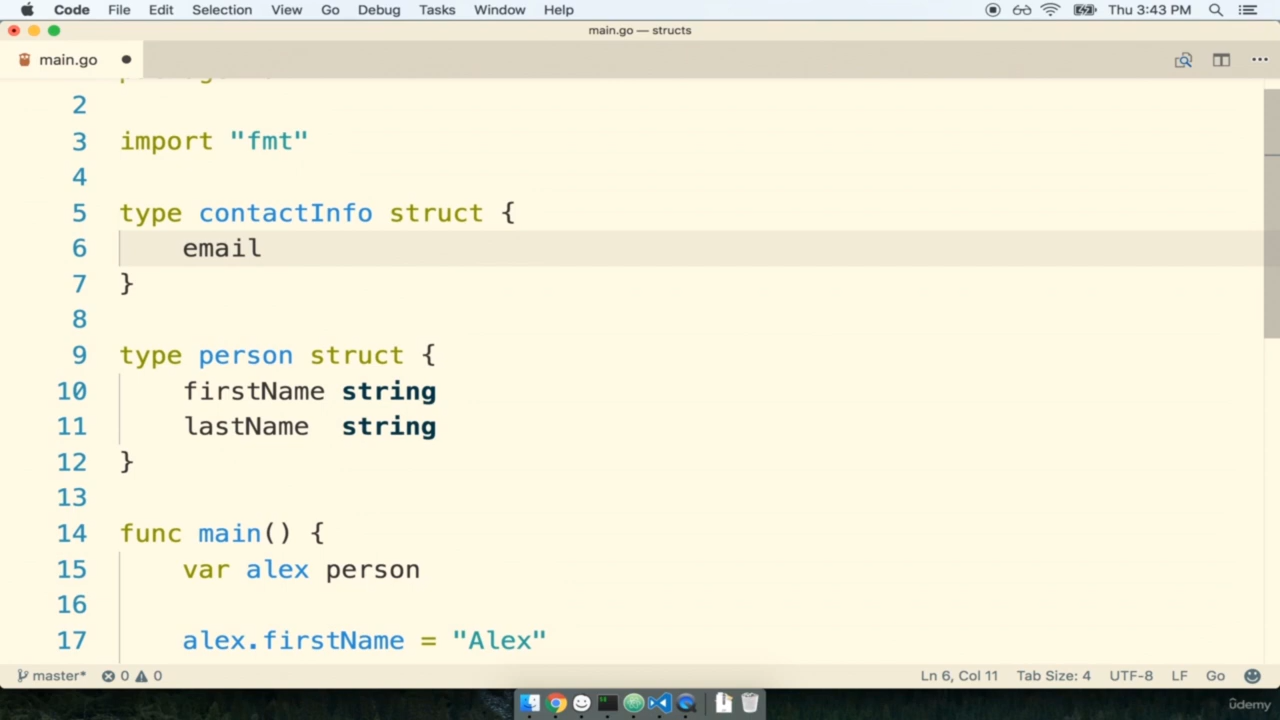 Code File Edit Selection View Go Debug Tasks Window Help Thu 3:43 PM
main.go — structs
main.go
2
3 import "fmt"
4
5 type contactInfo struct {
6 email
7 }
8
9 type person struct {
10 firstName string
11 lastName string
12 }
13
14 func main() {
15 var alex person
16
17 alex.firstName = "Alex"
master* 0 0 Ln 6, Col 11 Tab Size: 4 UTF-8 LF Go
ûdemy